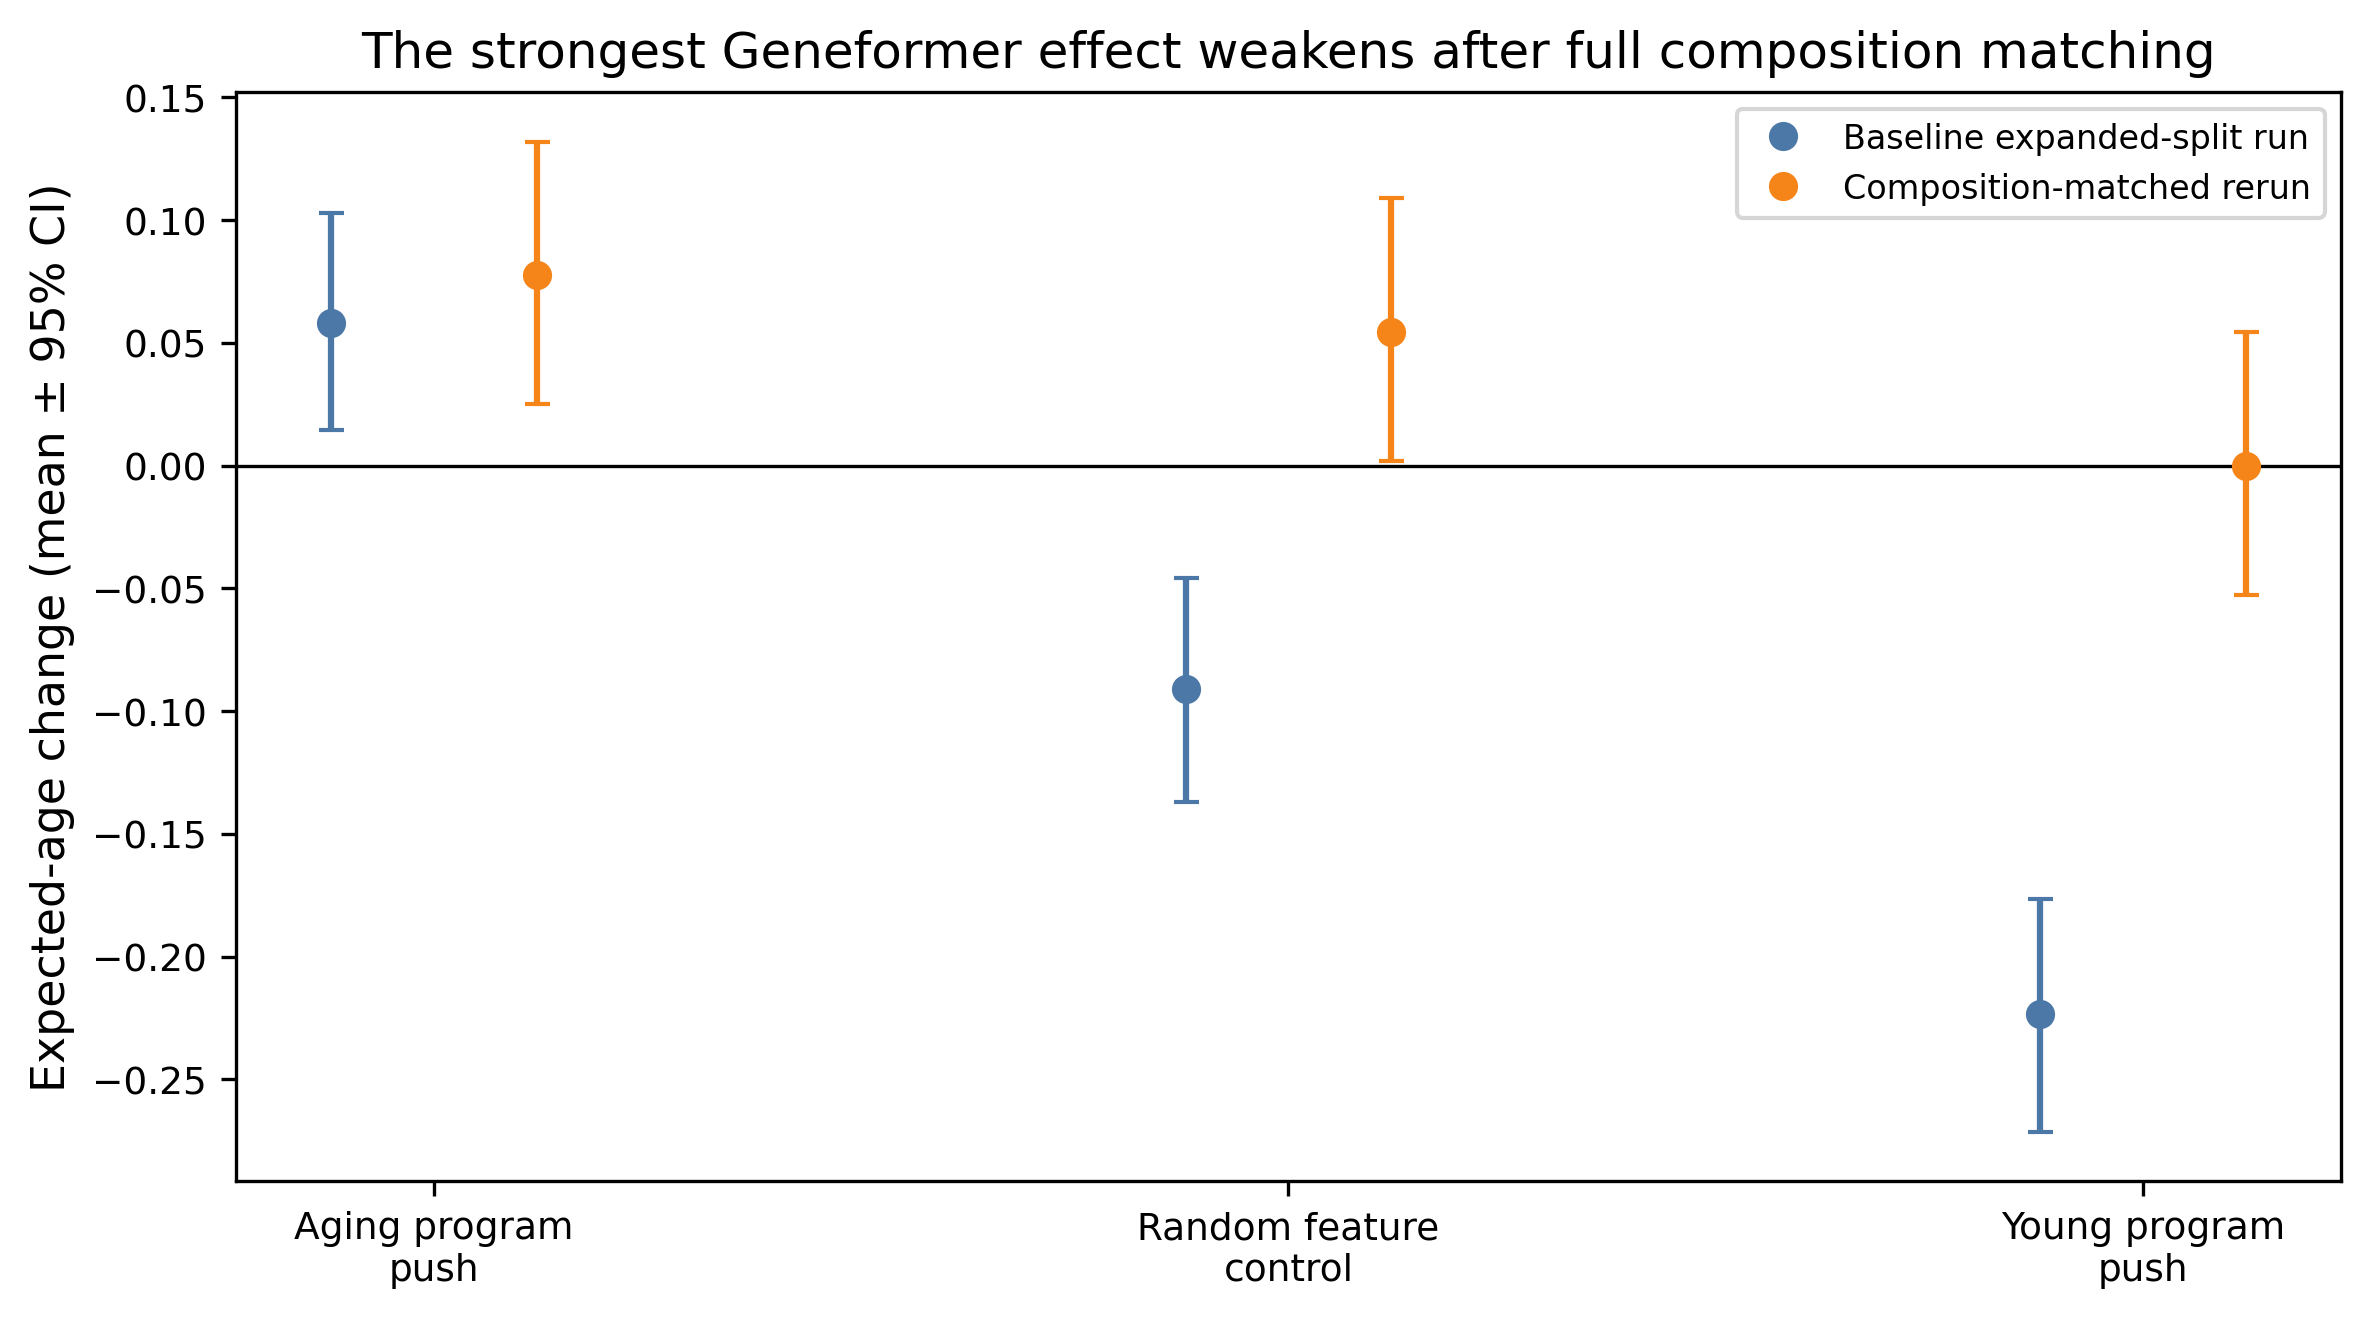 The strongest Geneformer effect weakens after full composition matching
Expected-age change (mean ± 95% CI)
0.15
0.10
0.05
0.00
−0.05
−0.10
−0.15
−0.20
−0.25
Baseline expanded-split run
Composition-matched rerun
Aging program
push
Random feature
control
Young program
push